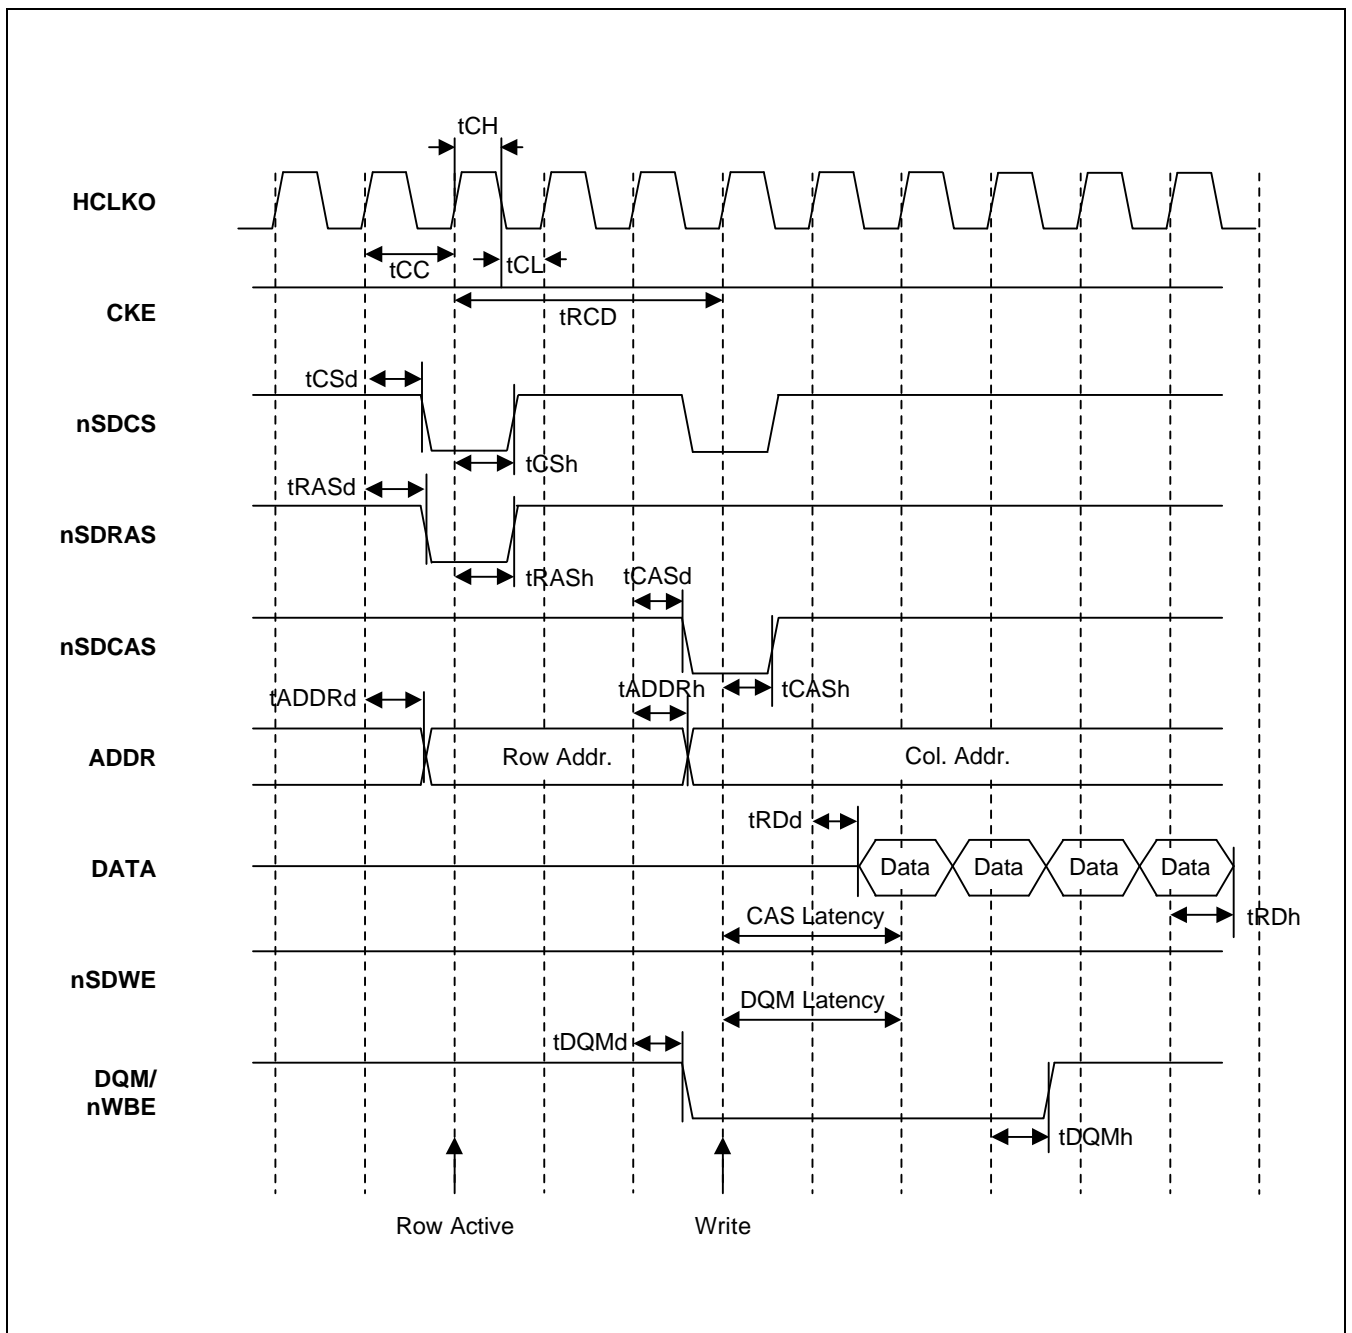 tCH
HCLKO
tCC
tCL
CKE
tRCD
tCSd
nSDCS
tCSh
tRASd
nSDRAS
tRASh
tCASd
nSDCAS
tADDRd
tADDRh
tCASh
ADDR
Row Addr.
Col. Addr.
tRDd
DATA
Data
Data
Data
Data
CAS Latency
tRDh
nSDWE
DQM Latency
tDQMd
DQM/
nWBE
tDQMh
Row Active
Write